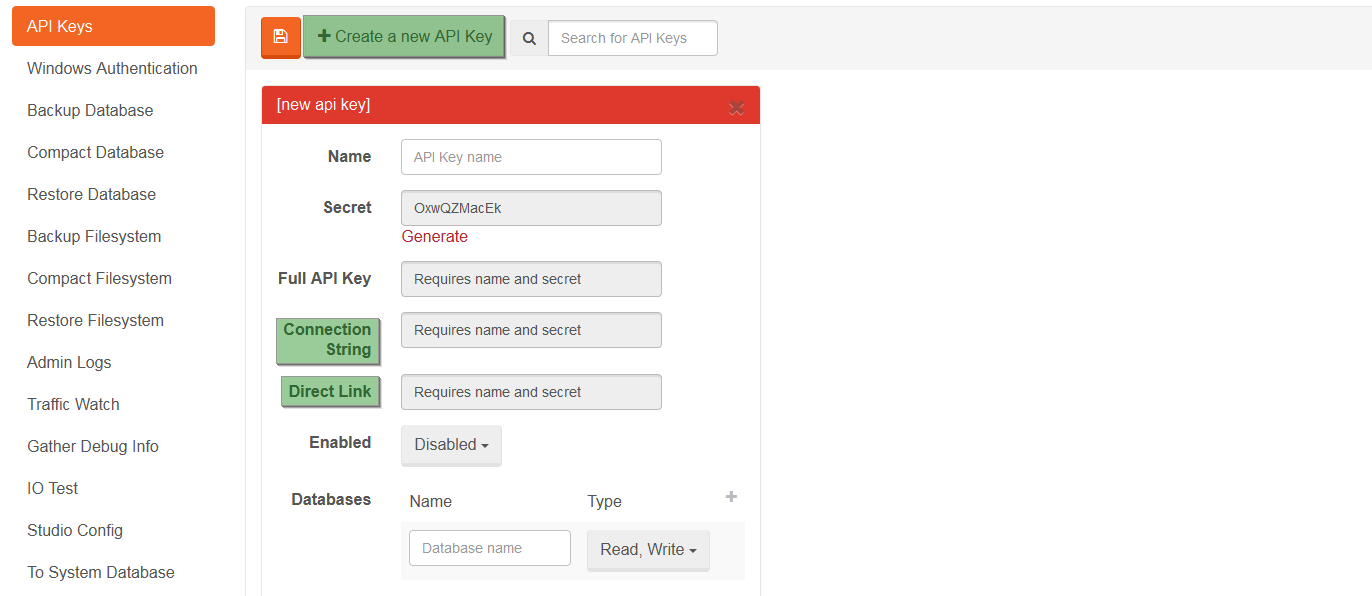 API Keys
Windows Authentication
Backup Database
Compact Database
Restore Database
Backup Filesystem
Compact Filesystem
Restore Filesystem
Admin Logs
Traffic Watch
Gather Debug Info
IO Test
Studio Config
To System Database
Create a new API Key
Search for API Keys
[new api key]
Name API Key name
Secret OxwQZMacEk
Generate
Full API Key Requires name and secret
Connection
String
Requires name and secret
Direct Link Requires name and secret
Enabled Disabled
Databases Name Type
Database name Read, Write